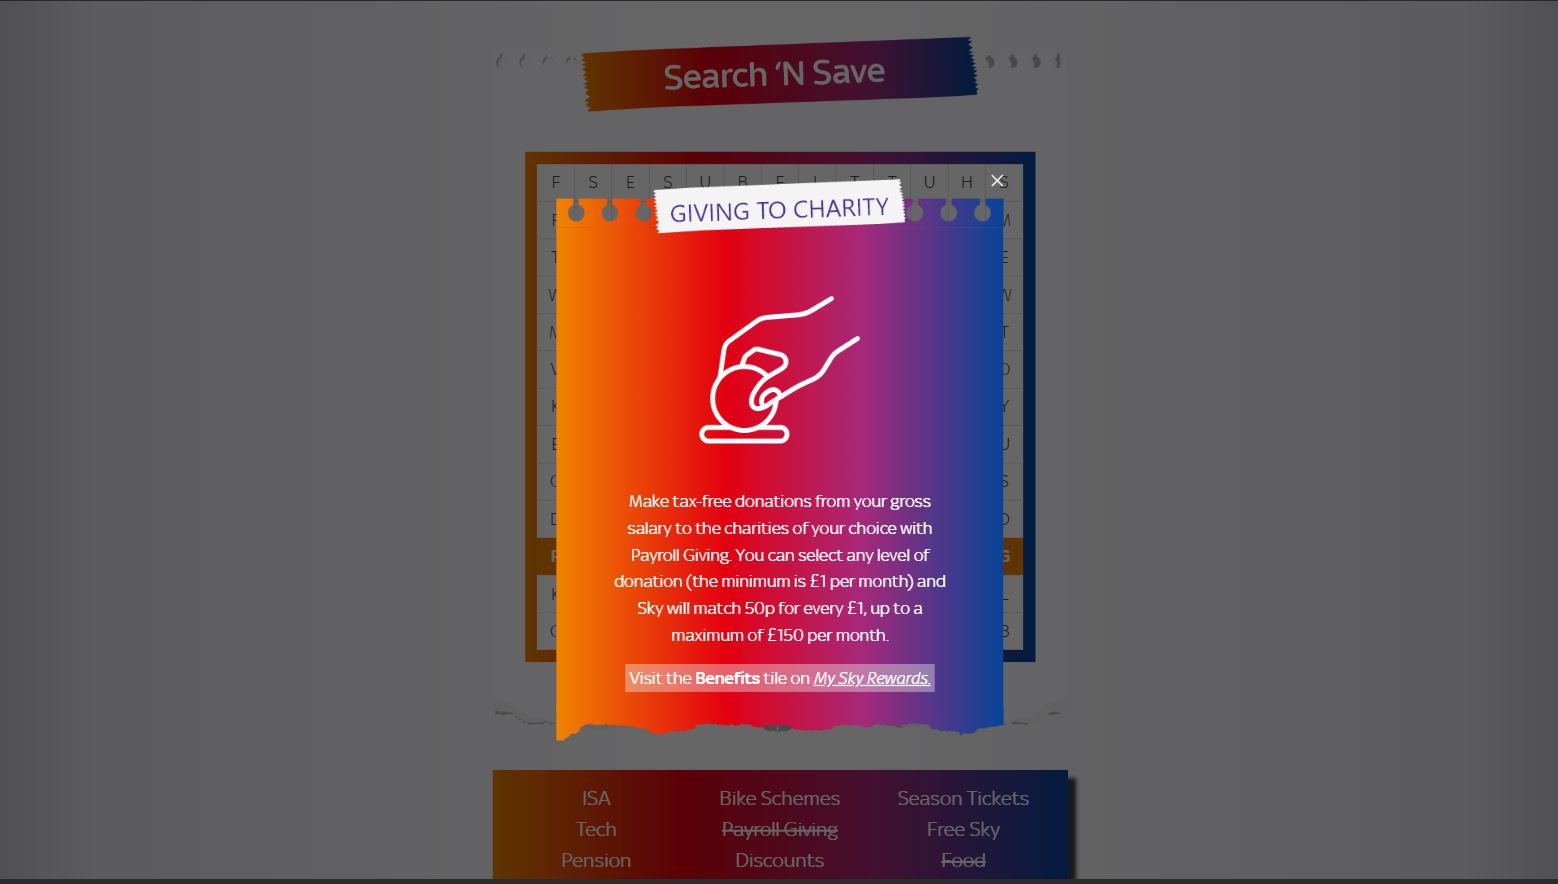 Search ‘N Save
F S E S U B E L T T U H S
GIVING TO CHARITY
M
E
W
T
O
Y
U
S
O
G
L
B
Make tax-free donations from your gross
salary to the charities of your choice with
Payroll Giving. You can select any level of
donation (the minimum is £1 per month) and
Sky will match 50p for every £1, up to a
maximum of £150 per month.
Visit the Benefits tile on My Sky Rewards.
ISA Bike Schemes Season Tickets
Tech Payroll Giving Free Sky
Pension Discounts Food